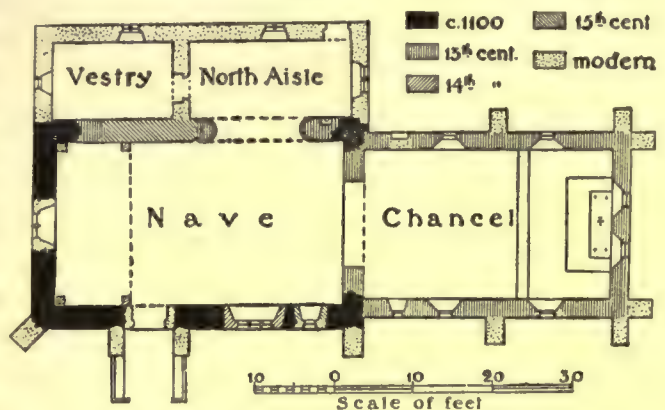 c.1100
13th cent.
14th "
15th cent
modern
Vestry
North Aisle
Nave
Chancel
10 0 10 20 30
Scale of feet